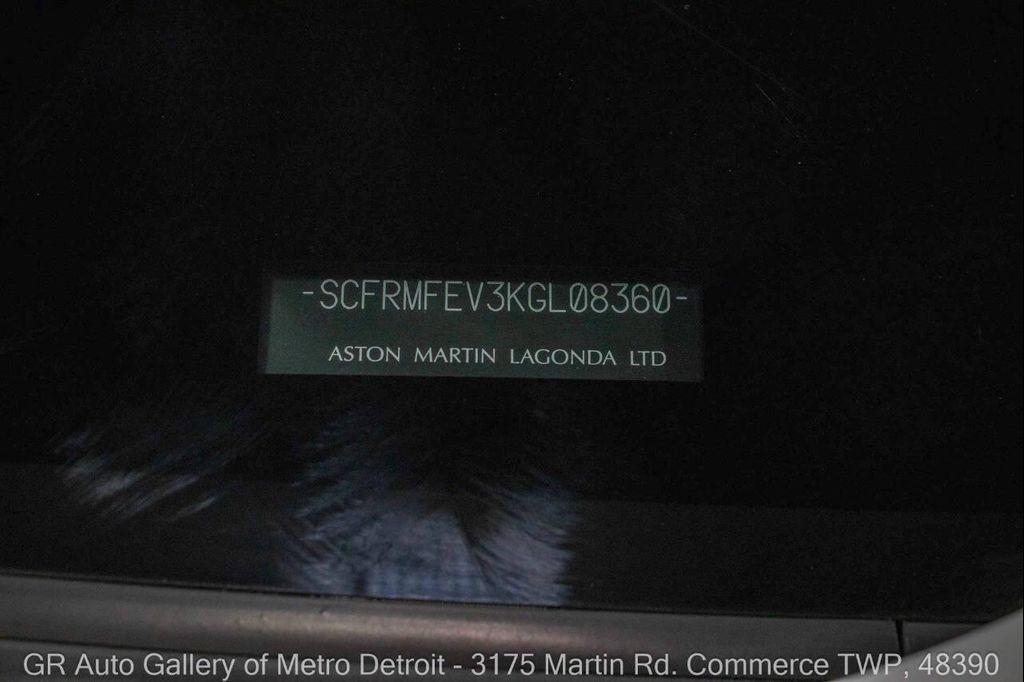 -SCFRMFEV3KGL08360-
ASTON MARTIN LAGONDA LTD
GR Auto Gallery of Metro Detroit - 3175 Martin Rd. Commerce TWP, 48390